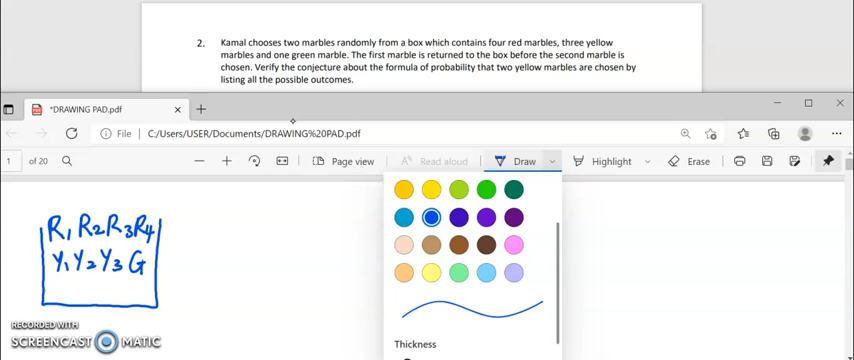 2. Kamal chooses two marbles randomly from a box which contains four red marbles, three yellow
marbles and one green marble. The first marble is returned to the box before the second marble is
chosen. Verify the conjecture about the formula of probability that two yellow marbles are chosen by
listing all the possible outcomes.
*DRAWING PAD.pdf
File C:/Users/USER/Documents/DRAWING%20PAD.pdf
1 of 20 Page view Read aloud Draw Highlight Erase
R₁ R₂ R₃ R₄
Y₁ Y₂ Y₃ G
Thickness
RECORDED WITH
SCREENCAST MATIC